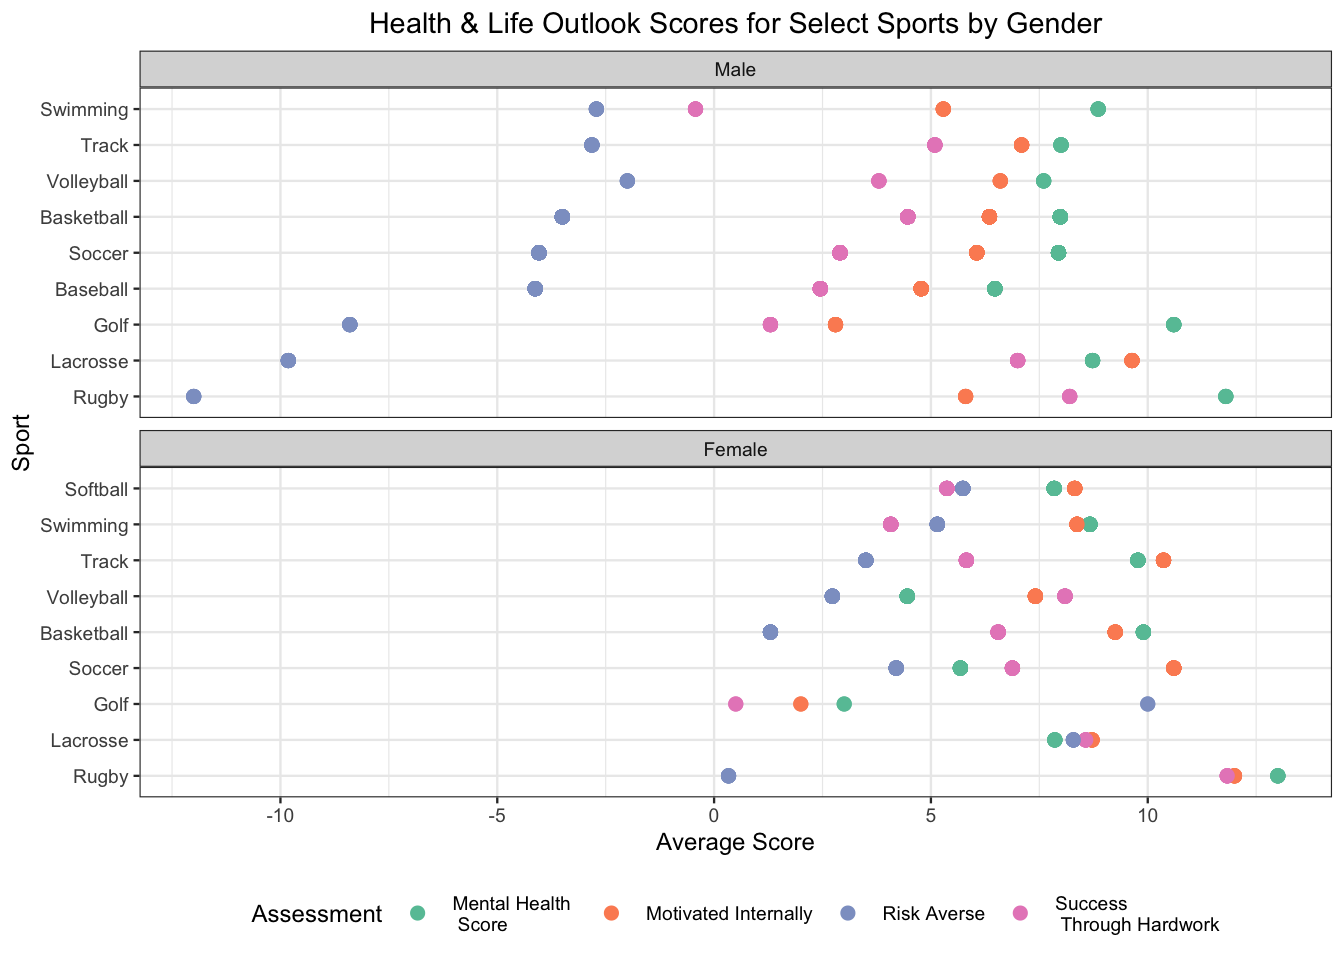 Health & Life Outlook Scores for Select Sports by Gender
Male
Swimming
Track
Volleyball
Basketball
Soccer
Baseball
Golf
Lacrosse
Rugby
Sport
Female
Softball
Swimming
Track
Volleyball
Basketball
Soccer
Golf
Lacrosse
Rugby
-10 -5 0 5 10
Average Score
Assessment
Mental Health
Score
Motivated Internally
Risk Averse
Success
Through Hardwork